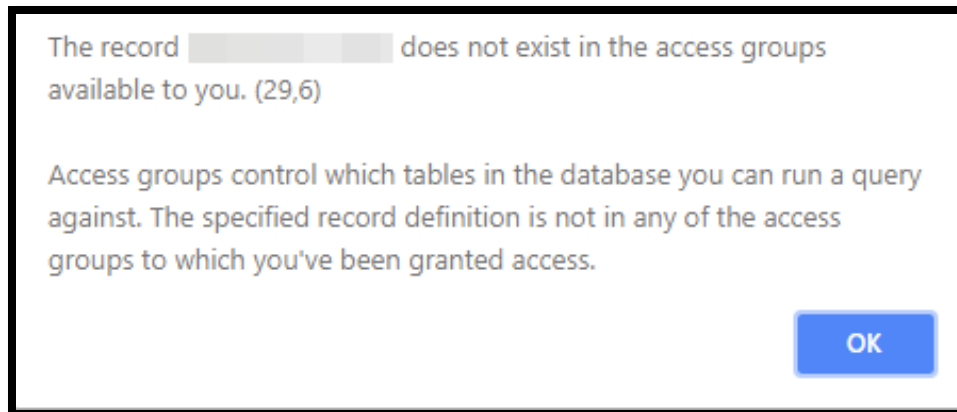 The record does not exist in the access groups
available to you. (29,6)
Access groups control which tables in the database you can run a query
against. The specified record definition is not in any of the access
groups to which you've been granted access.
OK